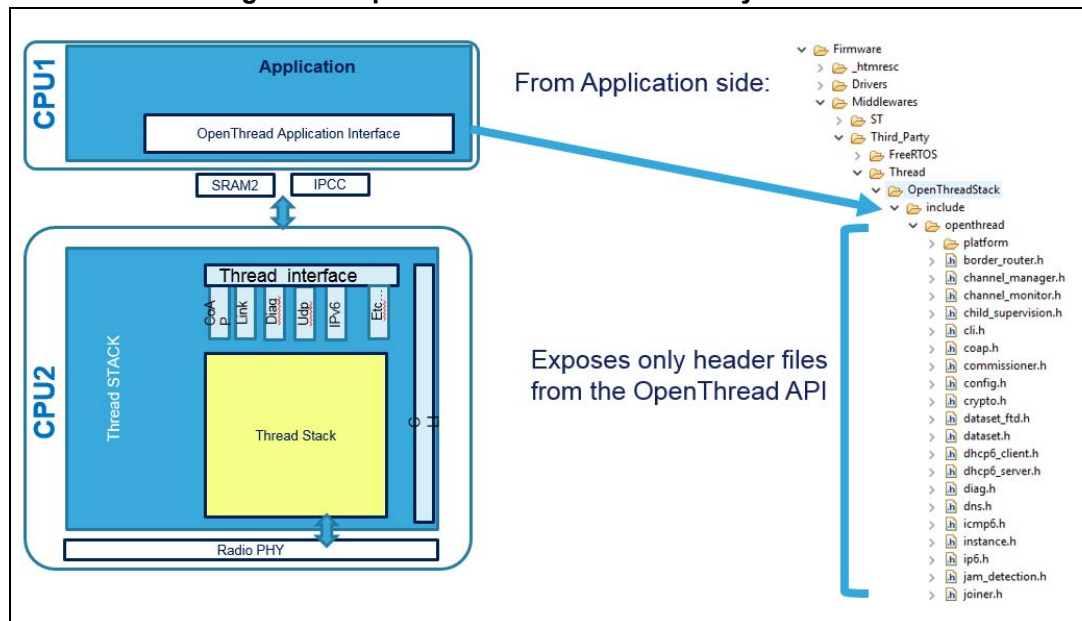 CPU1
Application
OpenThread Application Interface
SRAM2
IPCC
CPU2
Thread STACK
Thread interface
CoA
P
Link
Diag
Udp
IPv6
Etc...
Thread Stack
Radio PHY
From Application side:
Exposes only header files
from the OpenThread API
Firmware
_htmresc
Drivers
Middlewares
ST
Third_Party
FreeRTOS
Thread
OpenThreadStack
include
openthread
platform
border_router.h
channel_manager.h
channel_monitor.h
child_supervision.h
cli.h
coap.h
commissioner.h
config.h
crypto.h
dataset_ftd.h
dataset.h
dhcp6_client.h
dhcp6_server.h
diag.h
dns.h
icmp6.h
instance.h
ip6.h
jam_detection.h
joiner.h